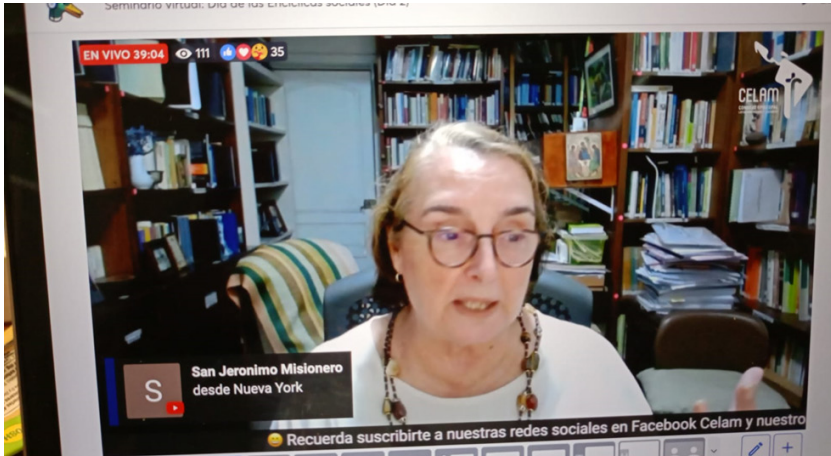 Seminario Virtual: Día de las Encíclicas sociales (Día 2)
EN VIVO 39:04 111 35
CELAM
S
San Jeronimo Misionero
desde Nueva York
Recuerda suscribirte a nuestras redes sociales en Facebook Celam y nuestro